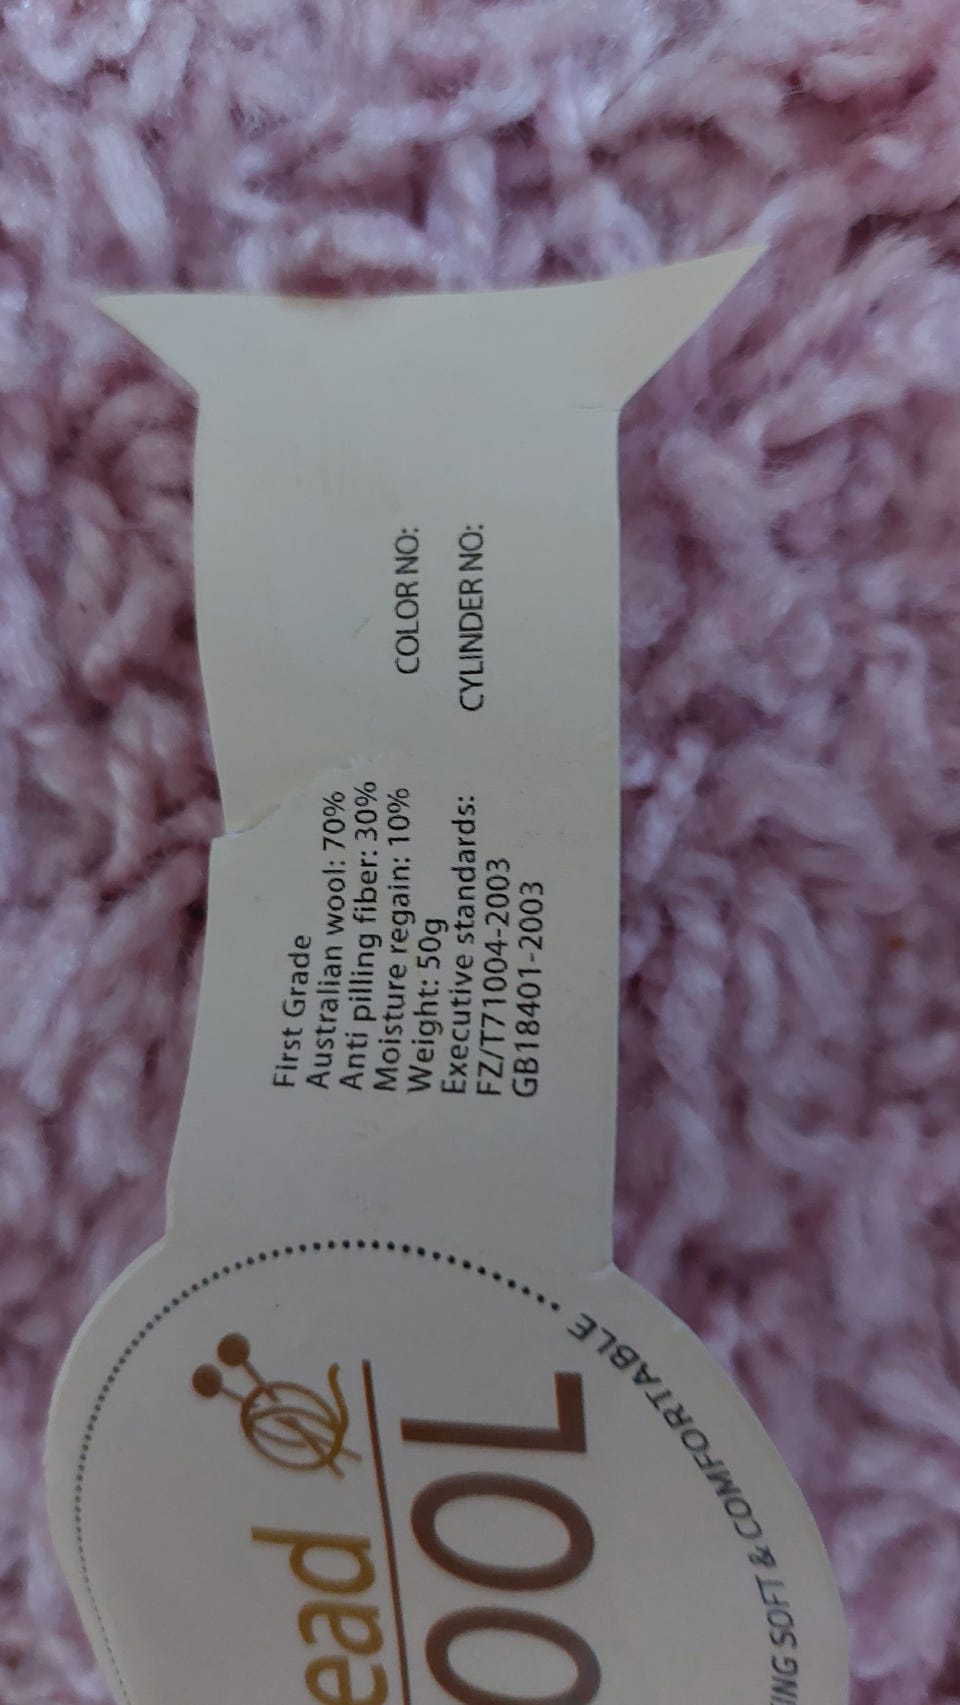 First Grade
Australian wool: 70%
Anti pilling fiber: 30%
Moisture regain: 10%
Weight: 50g
Executive standards:
FZ/T71004-2003
GB18401-2003
COLOR NO:
CYLINDER NO:
ead
OOL
SOFT & COMFORTABLE